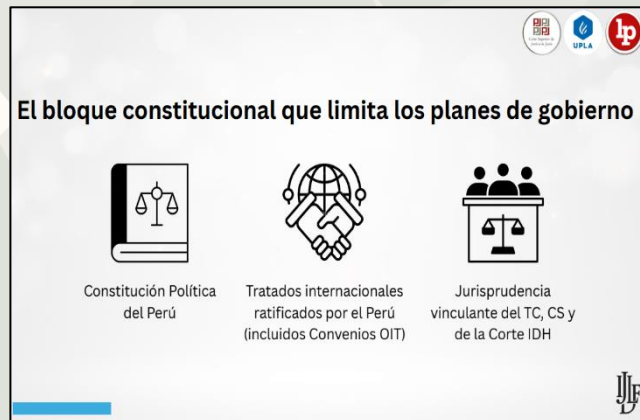 UPLA
lp
El bloque constitucional que limita los planes de gobierno
Constitución Política
del Perú
Tratados internacionales
ratificados por el Perú
(incluidos Convenios OIT)
Jurisprudencia
vinculante del TC, CS y
de la Corte IDH